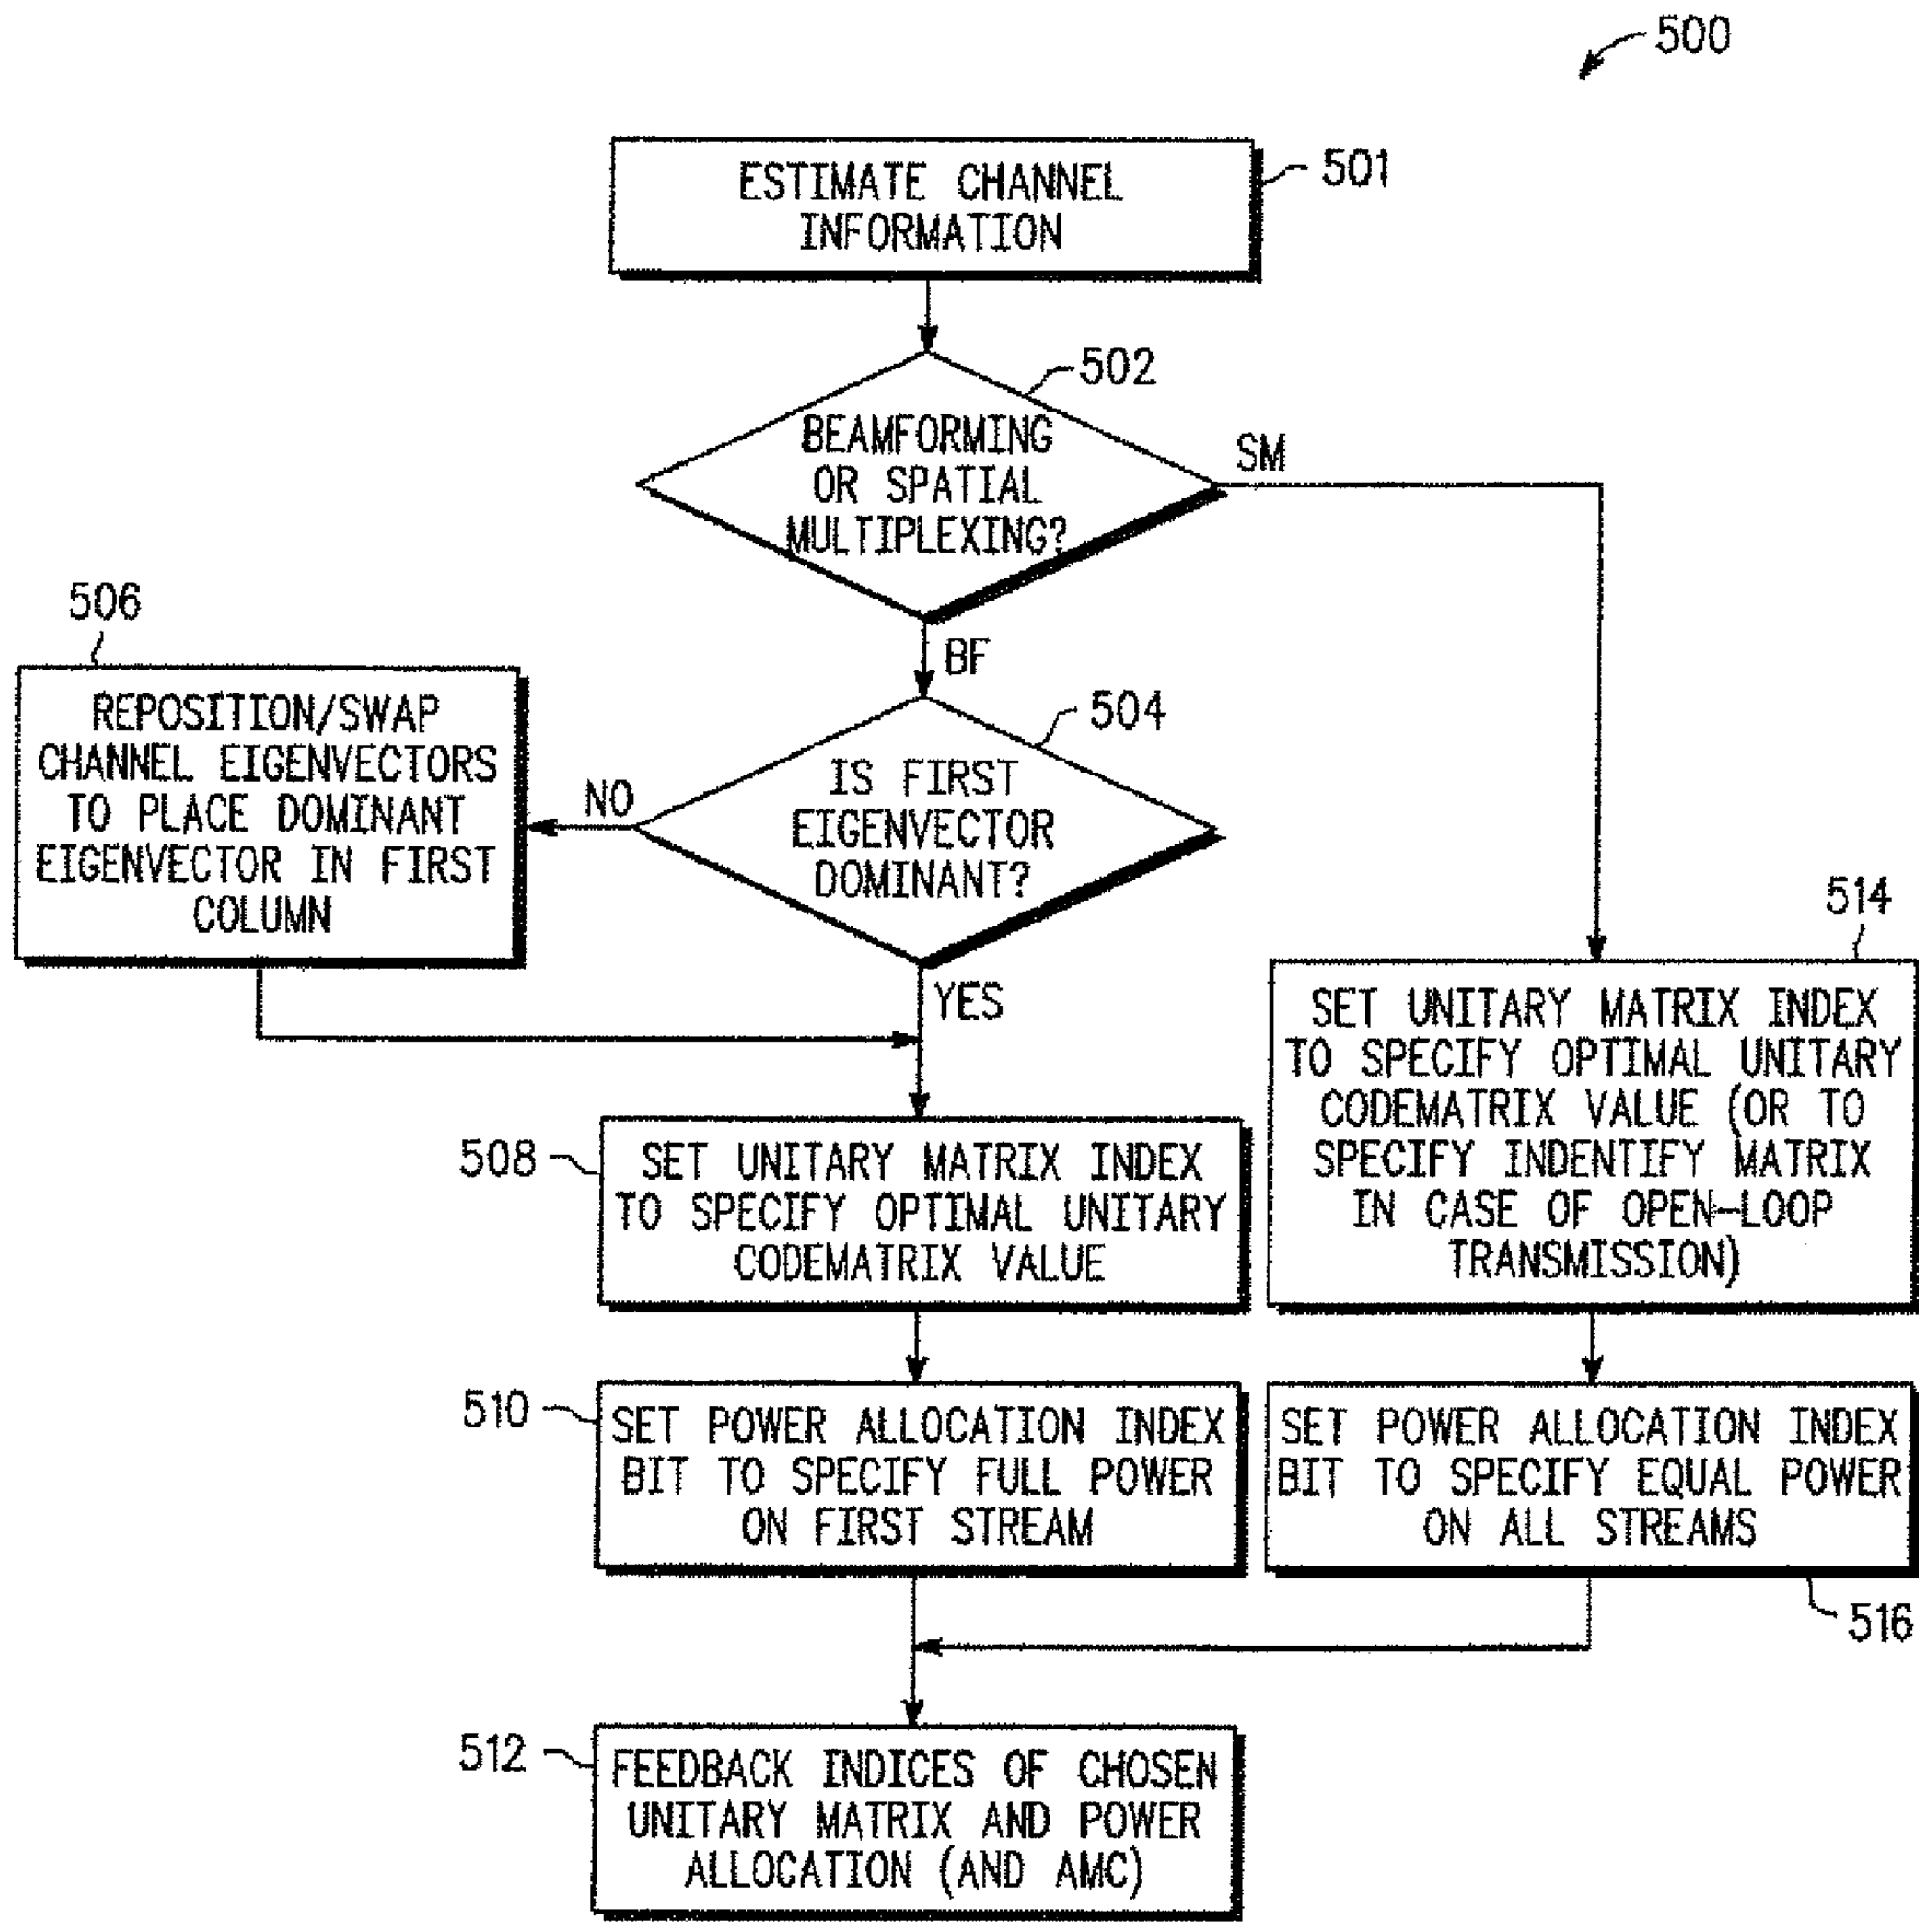 500
ESTIMATE CHANNEL
INFORMATION
501
502
BEAMFORMING
OR SPATIAL
MULTIPLEXING?
SM
BF
506
REPOSITION/SWAP
CHANNEL EIGENVECTORS
TO PLACE DOMINANT
EIGENVECTOR IN FIRST
COLUMN
NO
504
IS FIRST
EIGENVECTOR
DOMINANT?
YES
514
SET UNITARY MATRIX INDEX
TO SPECIFY OPTIMAL UNITARY
CODEMATRIX VALUE (OR TO
SPECIFY INDENTIFY MATRIX
IN CASE OF OPEN-LOOP
TRANSMISSION)
508
SET UNITARY MATRIX INDEX
TO SPECIFY OPTIMAL UNITARY
CODEMATRIX VALUE
510
SET POWER ALLOCATION INDEX
BIT TO SPECIFY FULL POWER
ON FIRST STREAM
SET POWER ALLOCATION INDEX
BIT TO SPECIFY EQUAL POWER
ON ALL STREAMS
516
512
FEEDBACK INDICES OF CHOSEN
UNITARY MATRIX AND POWER
ALLOCATION (AND AMC)